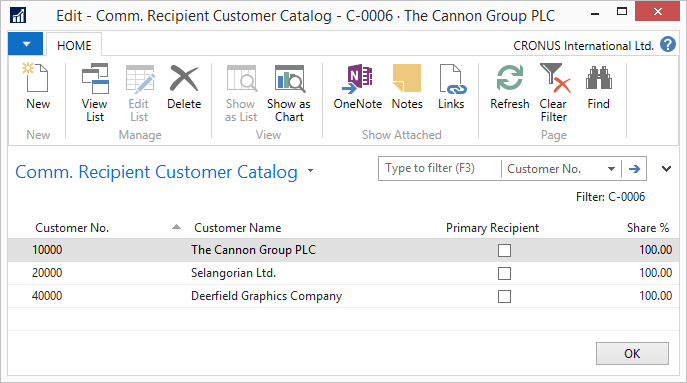 Edit - Comm. Recipient Customer Catalog - C-0006 · The Cannon Group PLC
HOME
CRONUS International Ltd.
New
View List
Edit List
Delete
Show as List
Show as Chart
OneNote
Notes
Links
Refresh
Clear Filter
Find
New
Manage
View
Show Attached
Page
Comm. Recipient Customer Catalog
Type to filter (F3)
Customer No.
Filter: C-0006
Customer No. Customer Name Primary Recipient Share %
10000 The Cannon Group PLC 100.00
20000 Selangorian Ltd. 100.00
40000 Deerfield Graphics Company 100.00
OK